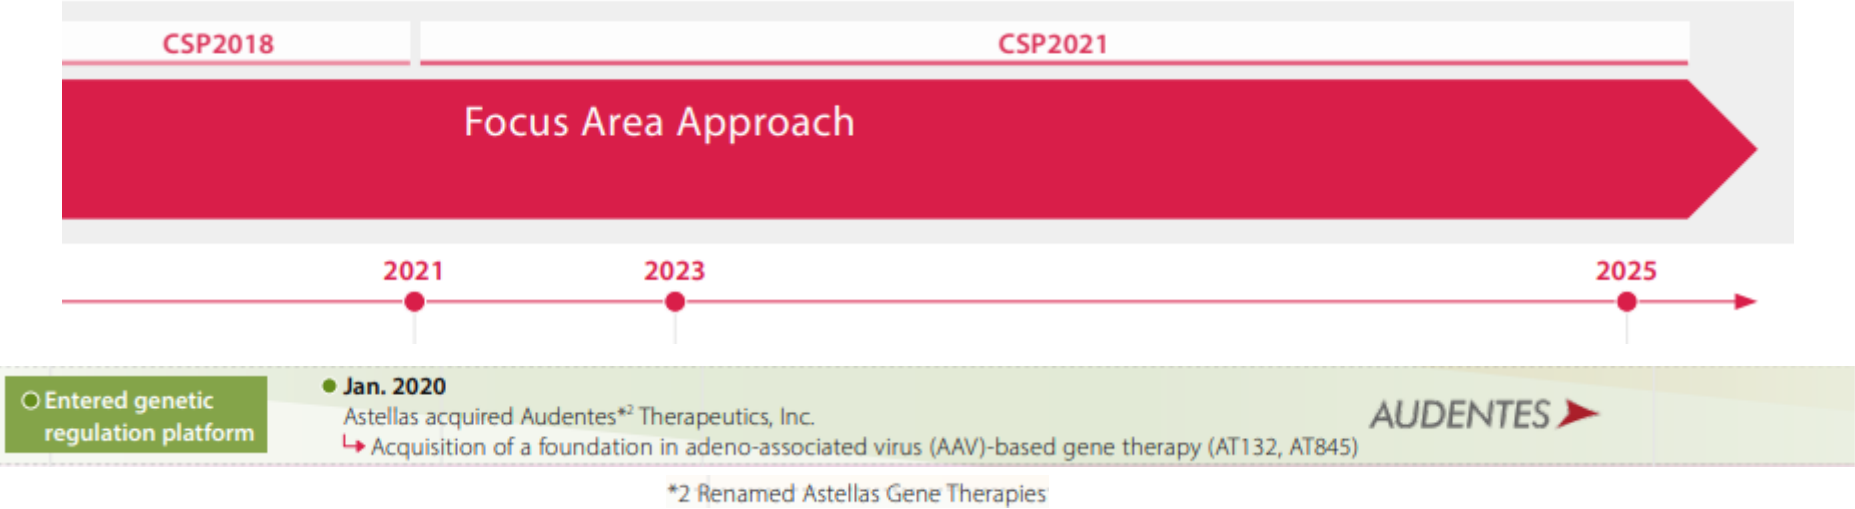 CSP2018
CSP2021
Focus Area Approach
2021
2023
2025
Entered genetic
regulation platform
Jan. 2020
Astellas acquired Audentes*2 Therapeutics, Inc.
Acquisition of a foundation in adeno-associated virus (AAV)-based gene therapy (AT132, AT845)
AUDENTES
*2 Renamed Astellas Gene Therapies